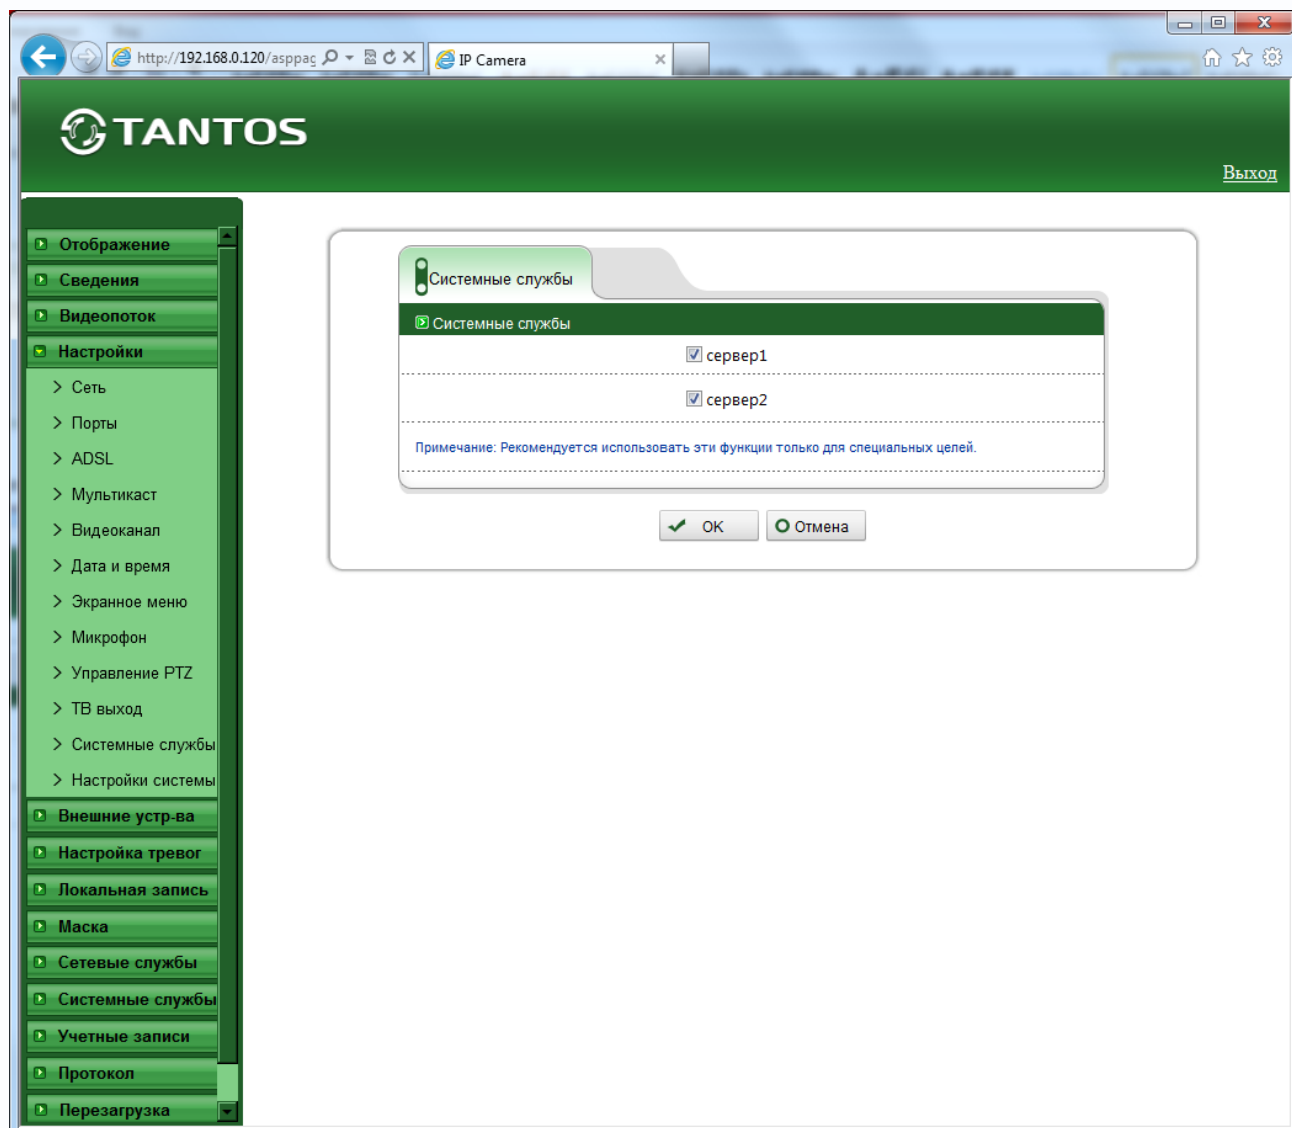 http://192.168.0.120/asppag
IP Camera
TANTOS
Выход
Отображение
Сведения
Видеопоток
Настройки
Сеть
Порты
ADSL
Мультикаст
Видеоканал
Дата и время
Экранное меню
Микрофон
Управление PTZ
ТВ выход
Системные службы
Настройки системы
Внешние устр-ва
Настройка тревог
Локальная запись
Маска
Сетевые службы
Системные службы
Учетные записи
Протокол
Перезагрузка
Системные службы
Системные службы
сервер1
сервер2
Примечание: Рекомендуется использовать эти функции только для специальных целей.
OK
Отмена